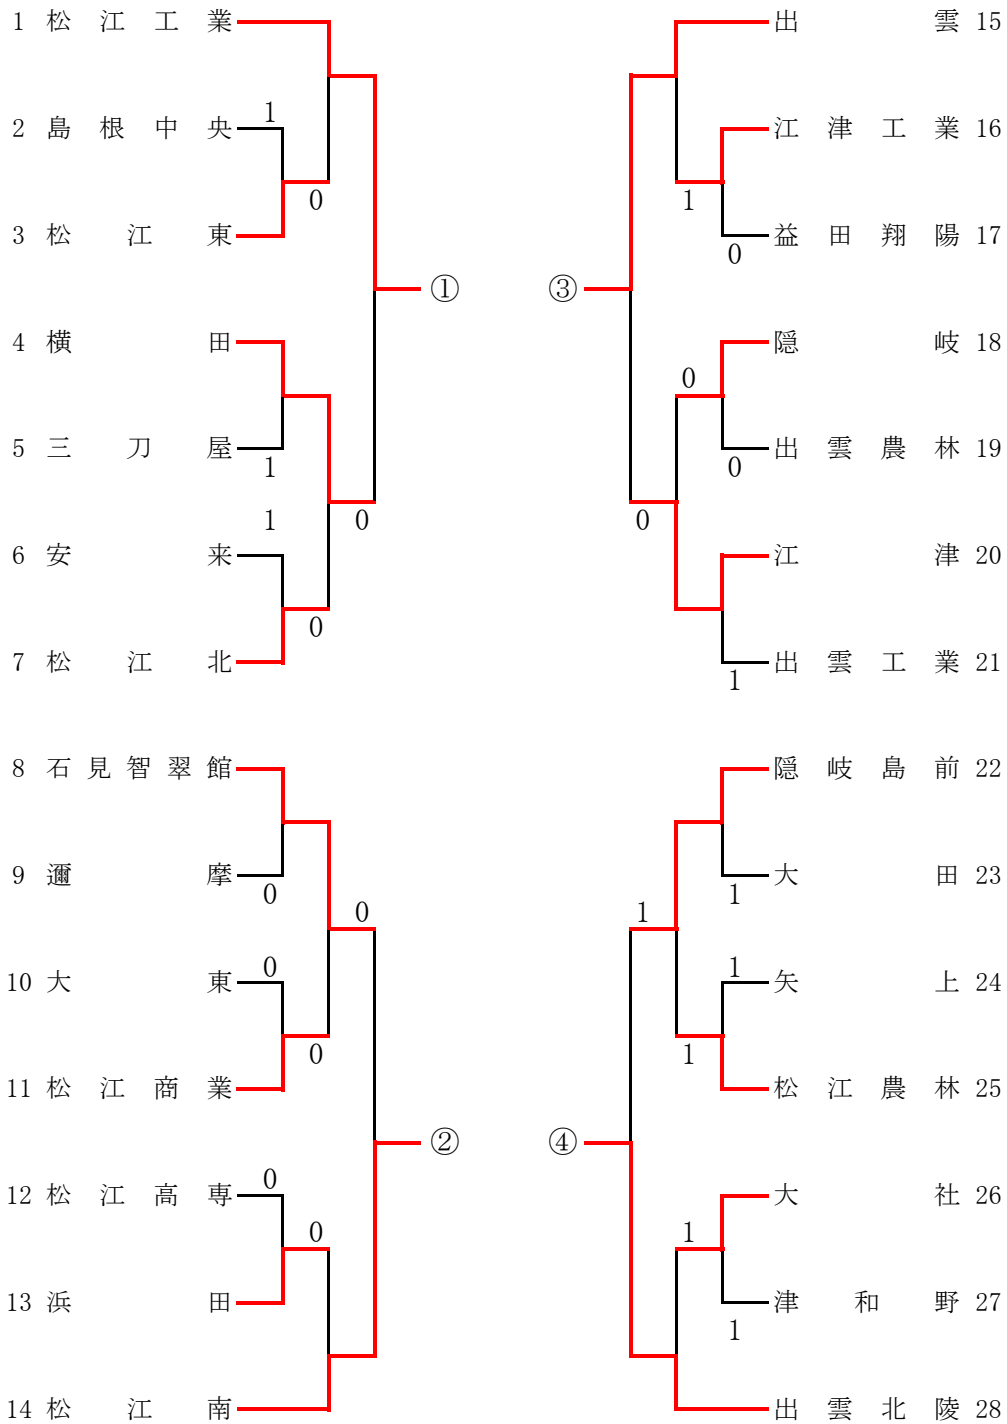 1 松江工業
1
2 島根中央
0
3 松江東
①
4 横田
5 三刀屋
1
1
0
6 安来
0
7 松江北
8 石見智翠館
9 邇摩
0
0
0
10 大東
0
11 松江商業
②
0
12 松江高専
0
13 浜田
14 松江南
出雲 15
江津工業 16
1
益田翔陽 17
0
③
隠岐 18
0
出雲農林 19
0
0
江津 20
出雲工業 21
1
隠岐島前 22
大田 23
1
1
1
矢上 24
1
松江農林 25
④
大社 26
1
津和野 27
1
出雲北陵 28